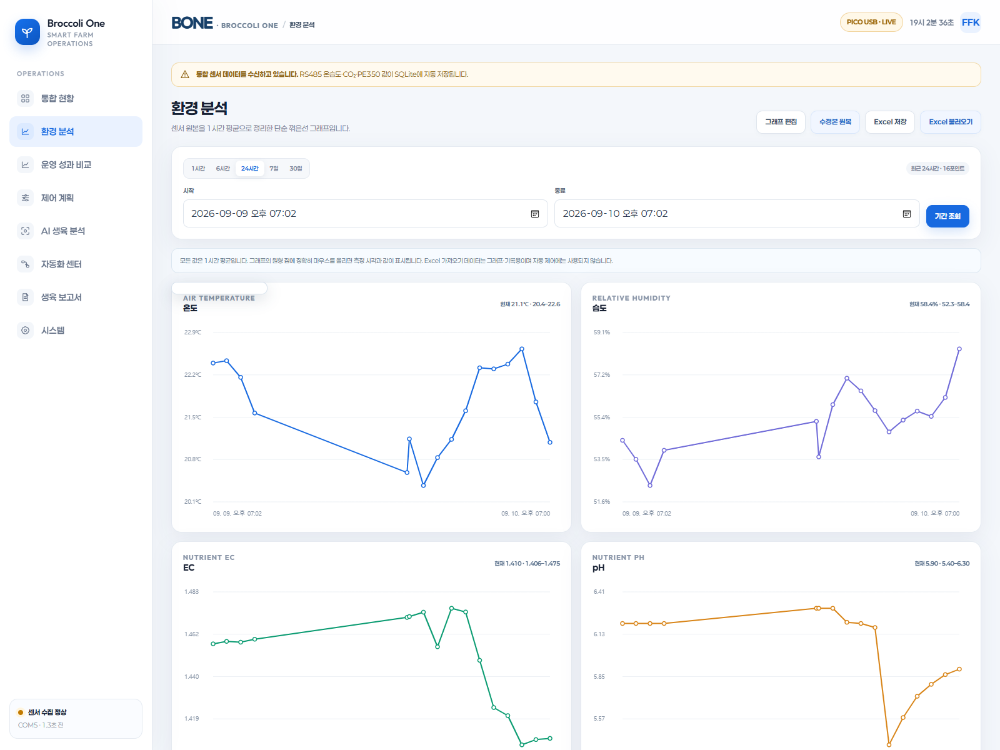 Broccoli One
SMART FARM
OPERATIONS
OPERATIONS
통합 현황
환경 분석
운영 성과 비교
제어 계획
AI 생육 분석
자동화 센터
생육 보고서
시스템
센서 수집 정상
COM5 · 1.3초 전
BONE · BROCCOLI ONE / 환경 분석
PICO USB · LIVE
19시 2분 36초
FFK
통합 센서 데이터를 수신하고 있습니다. RS485 온습도·CO₂·PE350 값이 SQLite에 자동 저장됩니다.
환경 분석
센서 원본을 1시간 평균으로 정리한 단순 꺾은선 그래프입니다.
그래프 편집
수정본 원복
Excel 저장
Excel 불러오기
1시간 6시간 24시간 7일 30일
최근 24시간 · 16포인트
시작
2026-09-09 오후 07:02
종료
2026-09-10 오후 07:02
기간 조회
모든 값은 1시간 평균입니다. 그래프의 원형 점에 정확히 마우스를 올리면 측정 시각과 값이 표시됩니다. Excel 가져오기 데이터는 그래프·기록용이며 자동 제어에는 사용되지 않습니다.
AIR TEMPERATURE
온도
현재 21.1℃ · 20.4–22.6
22.9℃
22.2℃
21.5℃
20.8℃
20.1℃
09. 09. 오후 07:02
09. 10. 오후 07:00
RELATIVE HUMIDITY
습도
현재 58.4% · 52.3–58.4
59.1%
57.2%
55.4%
53.5%
51.6%
09. 09. 오후 07:02
09. 10. 오후 07:00
NUTRIENT EC
EC
현재 1.410 · 1.406–1.475
1.483
1.462
1.440
1.419
NUTRIENT PH
pH
현재 5.90 · 5.40–6.30
6.41
6.13
5.85
5.57